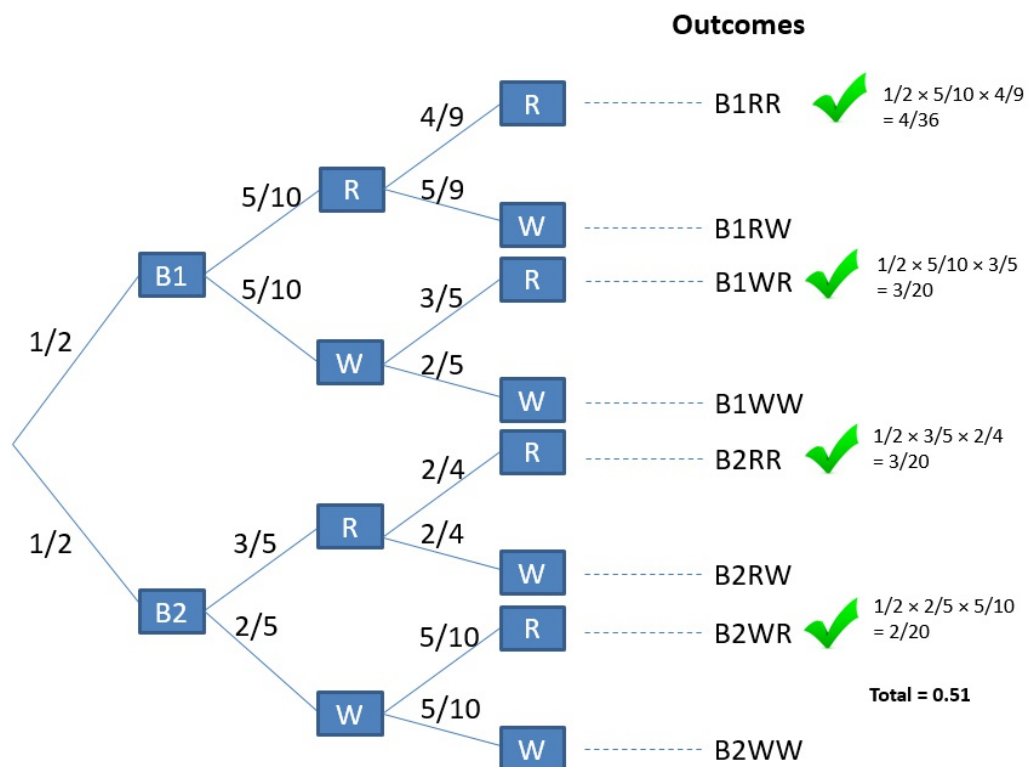 Outcomes
R
B1RR
1/2 × 5/10 × 4/9
= 4/36
4/9
5/10
R
5/9
W
B1RW
B1
R
B1WR
1/2 × 5/10 × 3/5
= 3/20
5/10
3/5
1/2
W
2/5
W
B1WW
R
B2RR
1/2 × 3/5 × 2/4
= 3/20
2/4
1/2
3/5
R
2/4
W
B2RW
B2
2/5
R
B2WR
1/2 × 2/5 × 5/10
= 2/20
5/10
Total = 0.51
W
5/10
W
B2WW